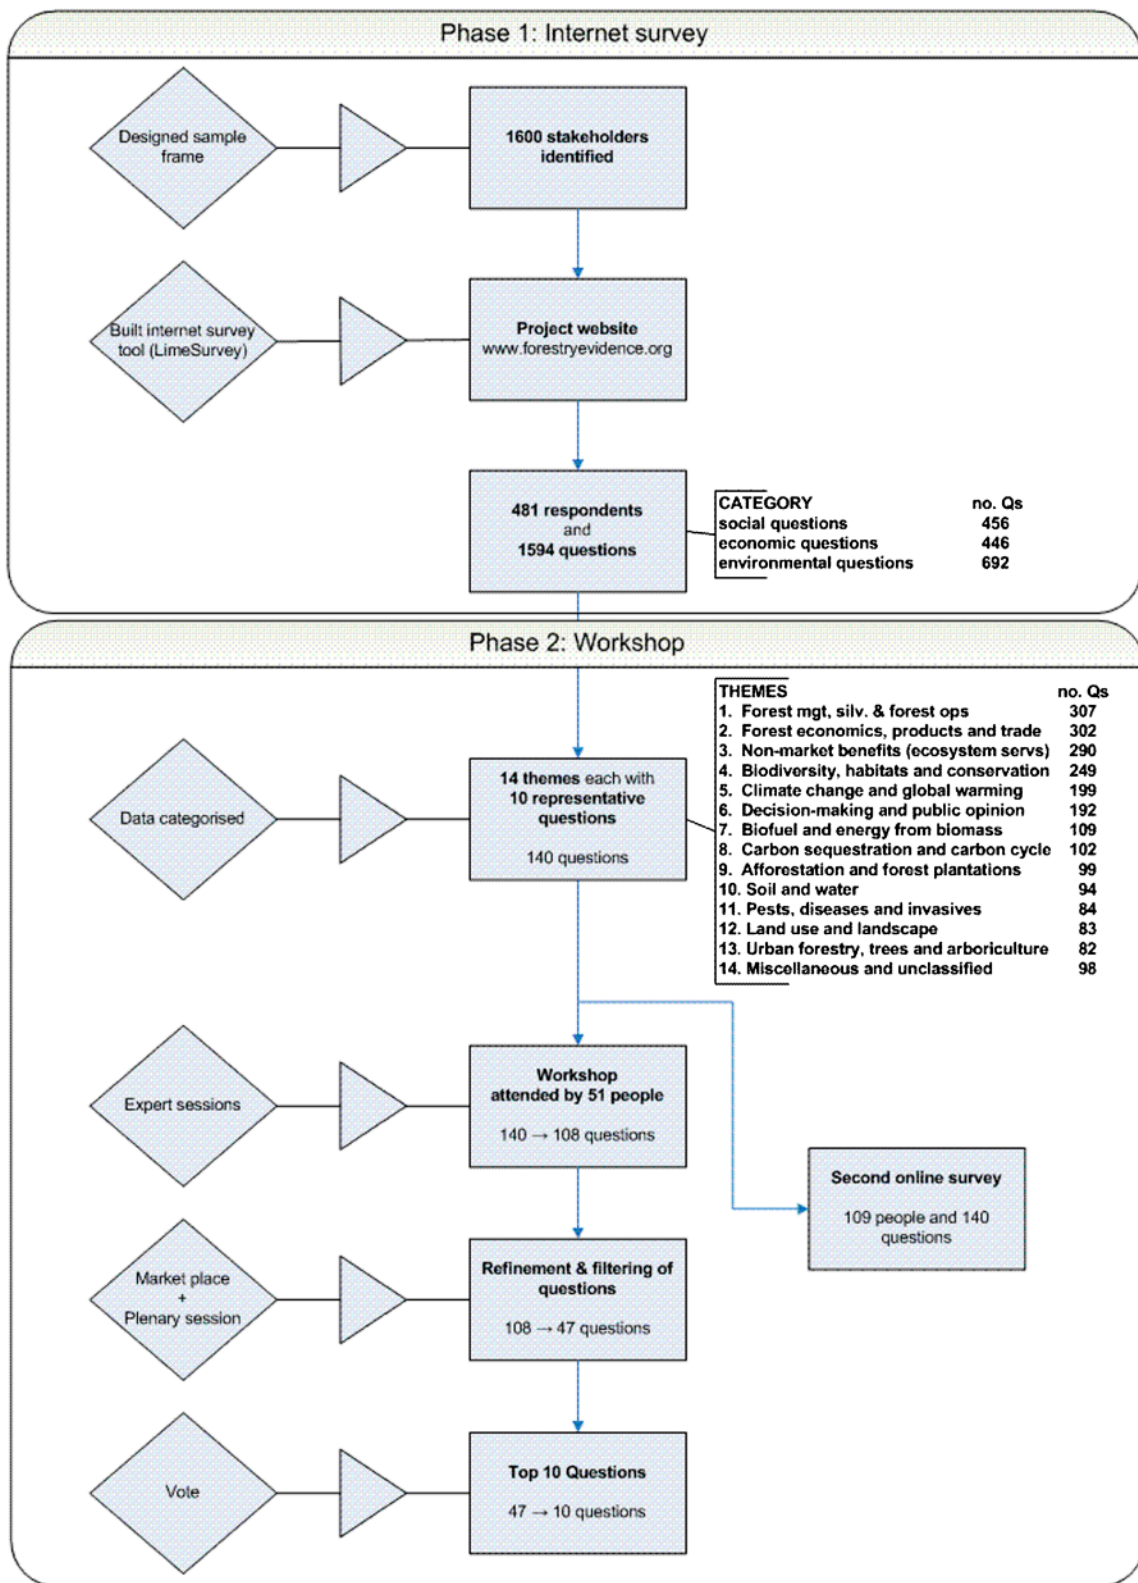 Phase 1: Internet survey
Designed sample
frame
1600 stakeholders
identified
Built internet survey
tool (LimeSurvey)
Project website
www.forestryevidence.org
481 respondents
and
1594 questions
CATEGORY no. Qs
social questions 456
economic questions 446
environmental questions 692
Phase 2: Workshop
Data categorised
14 themes each with
10 representative
questions
140 questions
THEMES no. Qs
1. Forest mgt, silv. & forest ops 307
2. Forest economics, products and trade 302
3. Non-market benefits (ecosystem servs) 290
4. Biodiversity, habitats and conservation 249
5. Climate change and global warming 199
6. Decision-making and public opinion 192
7. Biofuel and energy from biomass 109
8. Carbon sequestration and carbon cycle 102
9. Afforestation and forest plantations 99
10. Soil and water 94
11. Pests, diseases and invasives 84
12. Land use and landscape 83
13. Urban forestry, trees and arboriculture 82
14. Miscellaneous and unclassified 98
Expert sessions
Workshop
attended by 51 people
140 → 108 questions
Second online survey
109 people and 140
questions
Market place
+
Plenary session
Refinement & filtering of
questions
108 → 47 questions
Vote
Top 10 Questions
47 → 10 questions